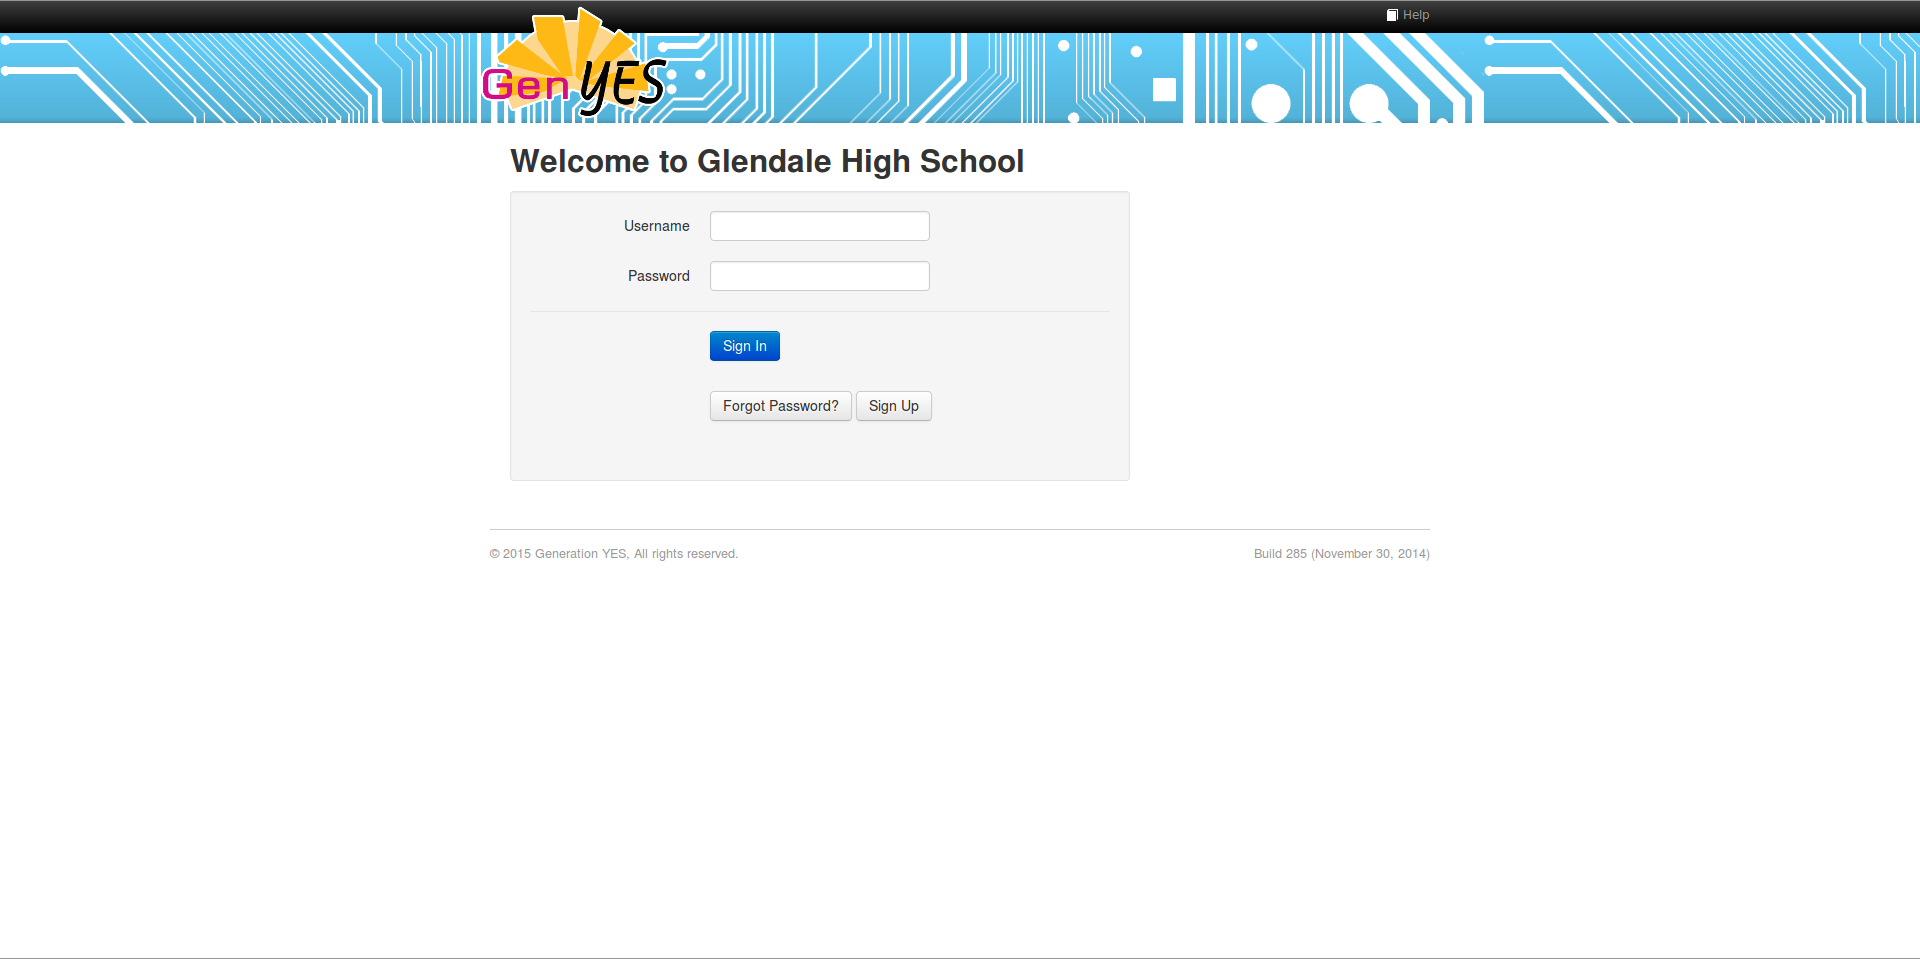 Help
Gen YES
Welcome to Glendale High School
Username
Password
Sign In
Forgot Password? Sign Up
© 2015 Generation YES, All rights reserved. Build 285 (November 30, 2014)